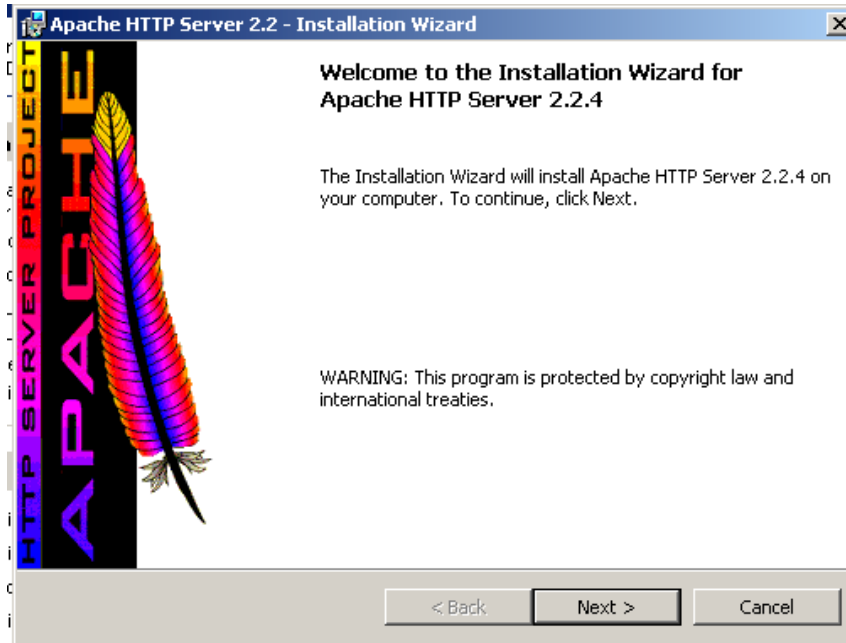 Apache HTTP Server 2.2 - Installation Wizard
HTTP SERVER PROJECT
APACHE
Welcome to the Installation Wizard for
Apache HTTP Server 2.2.4
The Installation Wizard will install Apache HTTP Server 2.2.4 on
your computer. To continue, click Next.
WARNING: This program is protected by copyright law and
international treaties.
< Back
Next >
Cancel